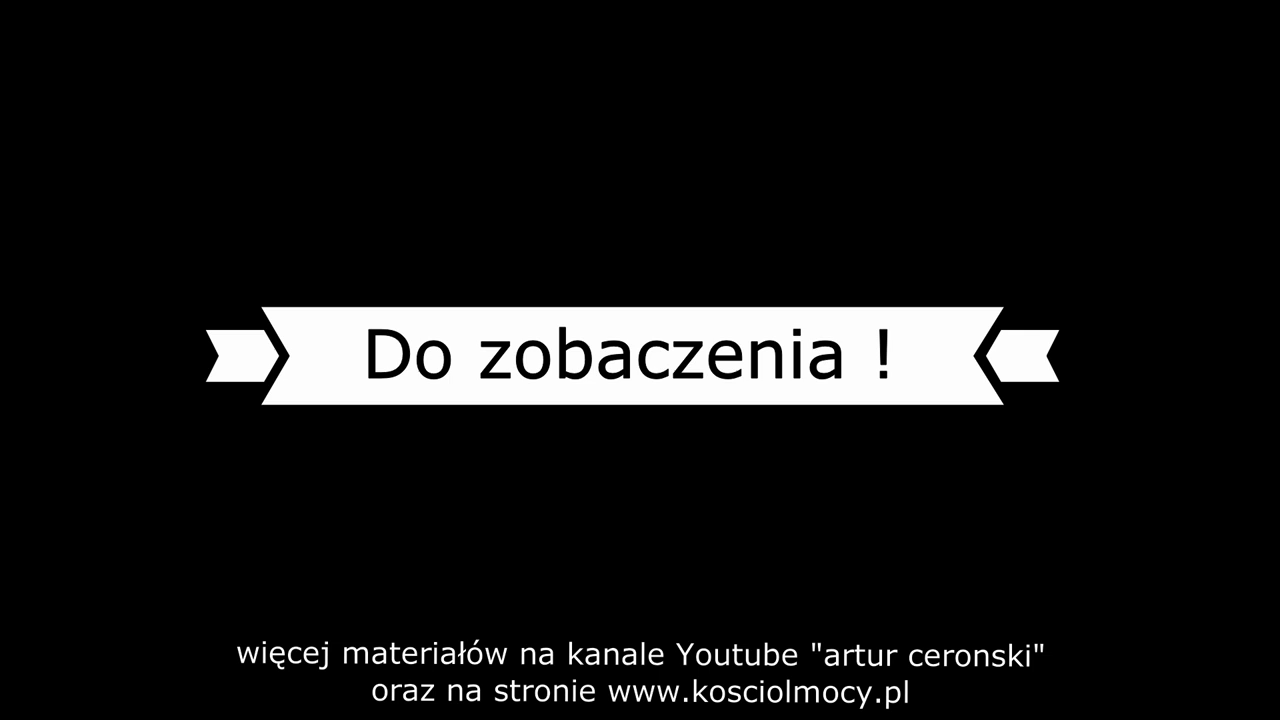 Do zobaczenia !
więcej materiałów na kanale Youtube "artur ceronski"
oraz na stronie www.kosciolmocy.pl